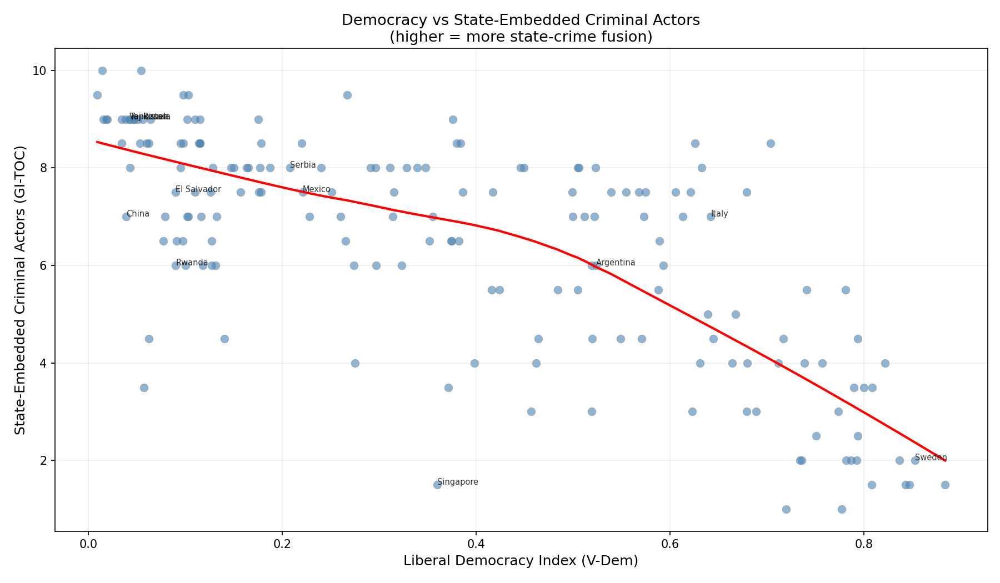 Democracy vs State-Embedded Criminal Actors
(higher = more state-crime fusion)
State-Embedded Criminal Actors (GI-TOC)
10
8
6
4
2
Serbia
El Salvador
Mexico
China
Italy
Rwanda
Argentina
Sweden
Singapore
0.0
0.2
0.4
0.6
0.8
Liberal Democracy Index (V-Dem)